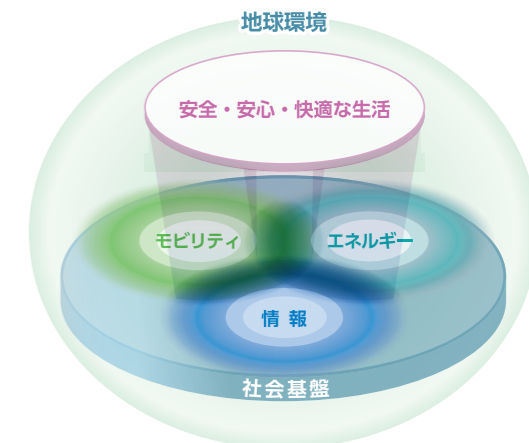 地球環境
安全・安心・快適な生活
モビリティ
エネルギー
情報
社会基盤